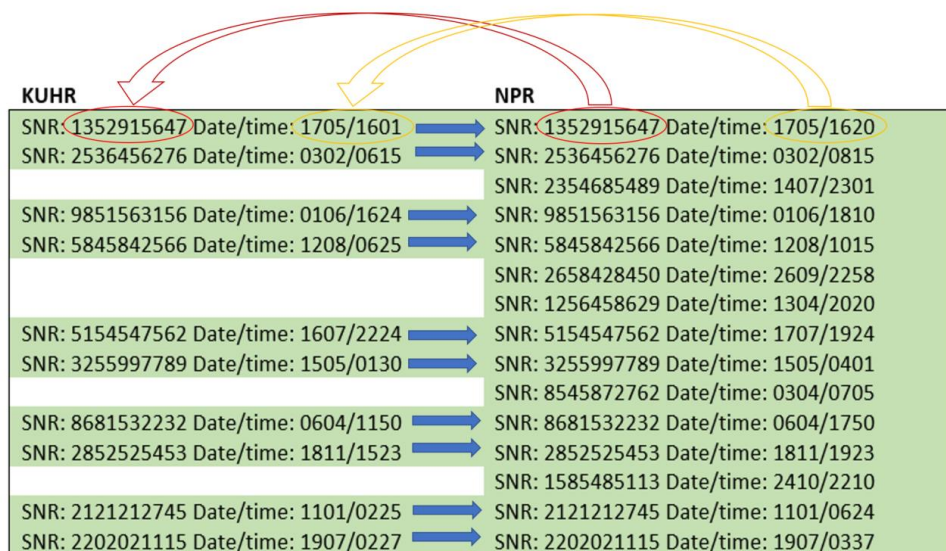 KUHR NPR
SNR: 1352915647 Date/time: 1705/1601 SNR: 1352915647 Date/time: 1705/1620
SNR: 2536456276 Date/time: 0302/0615 SNR: 2536456276 Date/time: 0302/0815
SNR: 2354685489 Date/time: 1407/2301
SNR: 9851563156 Date/time: 0106/1624 SNR: 9851563156 Date/time: 0106/1810
SNR: 5845842566 Date/time: 1208/0625 SNR: 5845842566 Date/time: 1208/1015
SNR: 2658428450 Date/time: 2609/2258
SNR: 1256458629 Date/time: 1304/2020
SNR: 5154547562 Date/time: 1607/2224 SNR: 5154547562 Date/time: 1707/1924
SNR: 3255997789 Date/time: 1505/0130 SNR: 3255997789 Date/time: 1505/0401
SNR: 8545872762 Date/time: 0304/0705
SNR: 8681532232 Date/time: 0604/1150 SNR: 8681532232 Date/time: 0604/1750
SNR: 2852525453 Date/time: 1811/1523 SNR: 2852525453 Date/time: 1811/1923
SNR: 1585485113 Date/time: 2410/2210
SNR: 2121212745 Date/time: 1101/0225 SNR: 2121212745 Date/time: 1101/0624
SNR: 2202021115 Date/time: 1907/0227 SNR: 2202021115 Date/time: 1907/0337